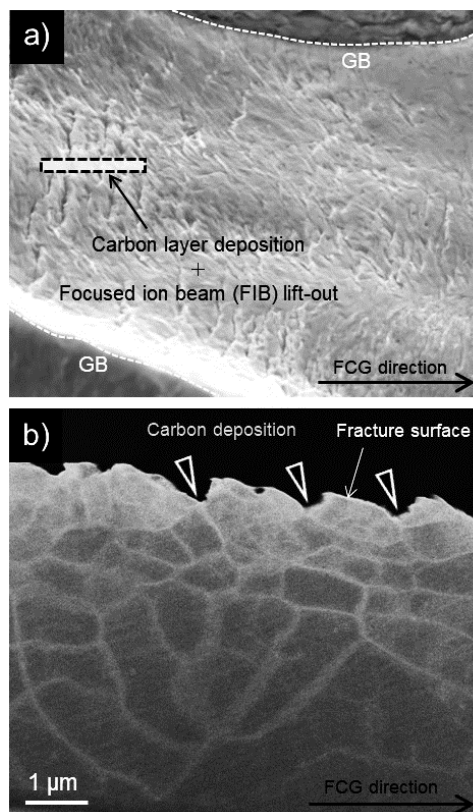 a)
GB
Carbon layer deposition
+
Focused ion beam (FIB) lift-out
GB
FCG direction
b)
Carbon deposition
Fracture surface
1 µm
FCG direction